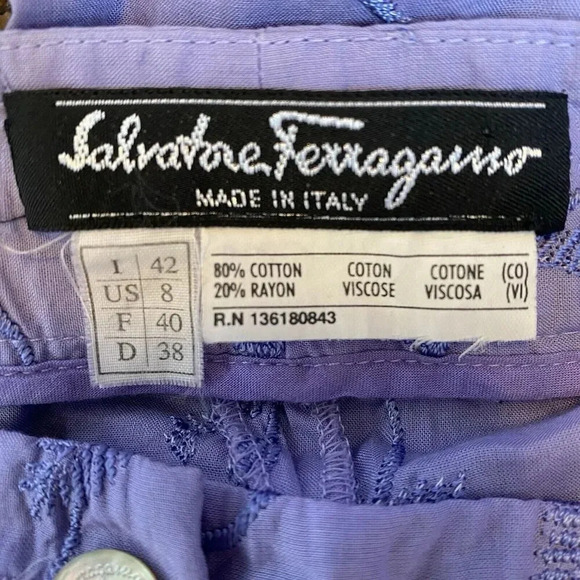 Salvatore Ferragamo
MADE IN ITALY
I 42
US 8
F 40
D 38
80% COTTON COTON COTONE (CO)
20% RAYON VISCOSE VISCOSA (VI)
R.N 136180843